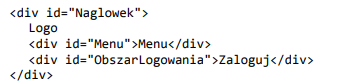 <div id="Naglowek">
Logo
<div id="Menu">Menu</div>
<div id="ObszarLogowania">Zaloguj</div>
</div>